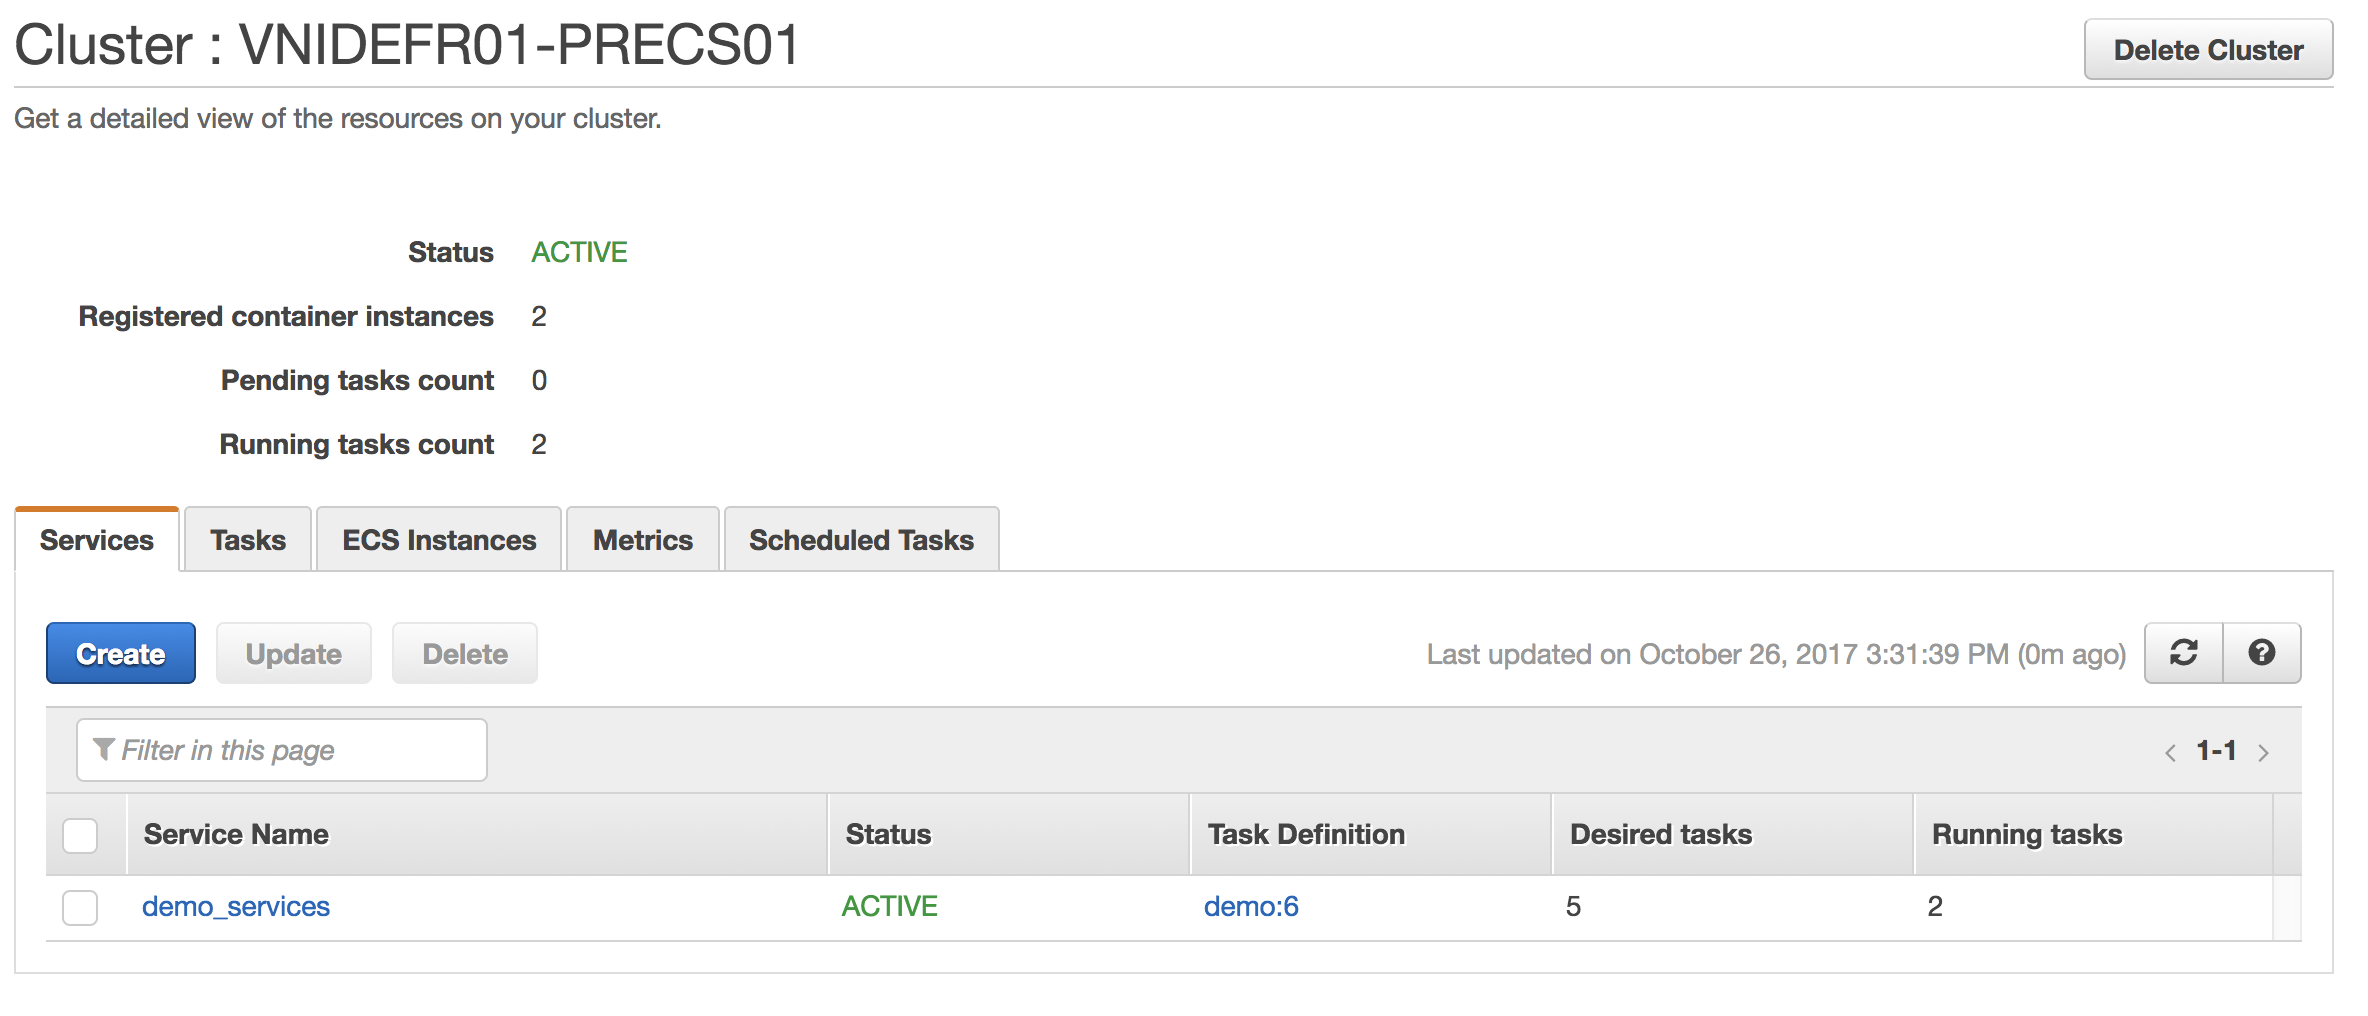 Cluster : VNIDEFR01-PRECS01
Delete Cluster
Get a detailed view of the resources on your cluster.
Status ACTIVE
Registered container instances 2
Pending tasks count 0
Running tasks count 2
Services Tasks ECS Instances Metrics Scheduled Tasks
Create Update Delete Last updated on October 26, 2017 3:31:39 PM (0m ago)
Filter in this page < 1-1 >
Service Name Status Task Definition Desired tasks Running tasks
demo_services ACTIVE demo:6 5 2